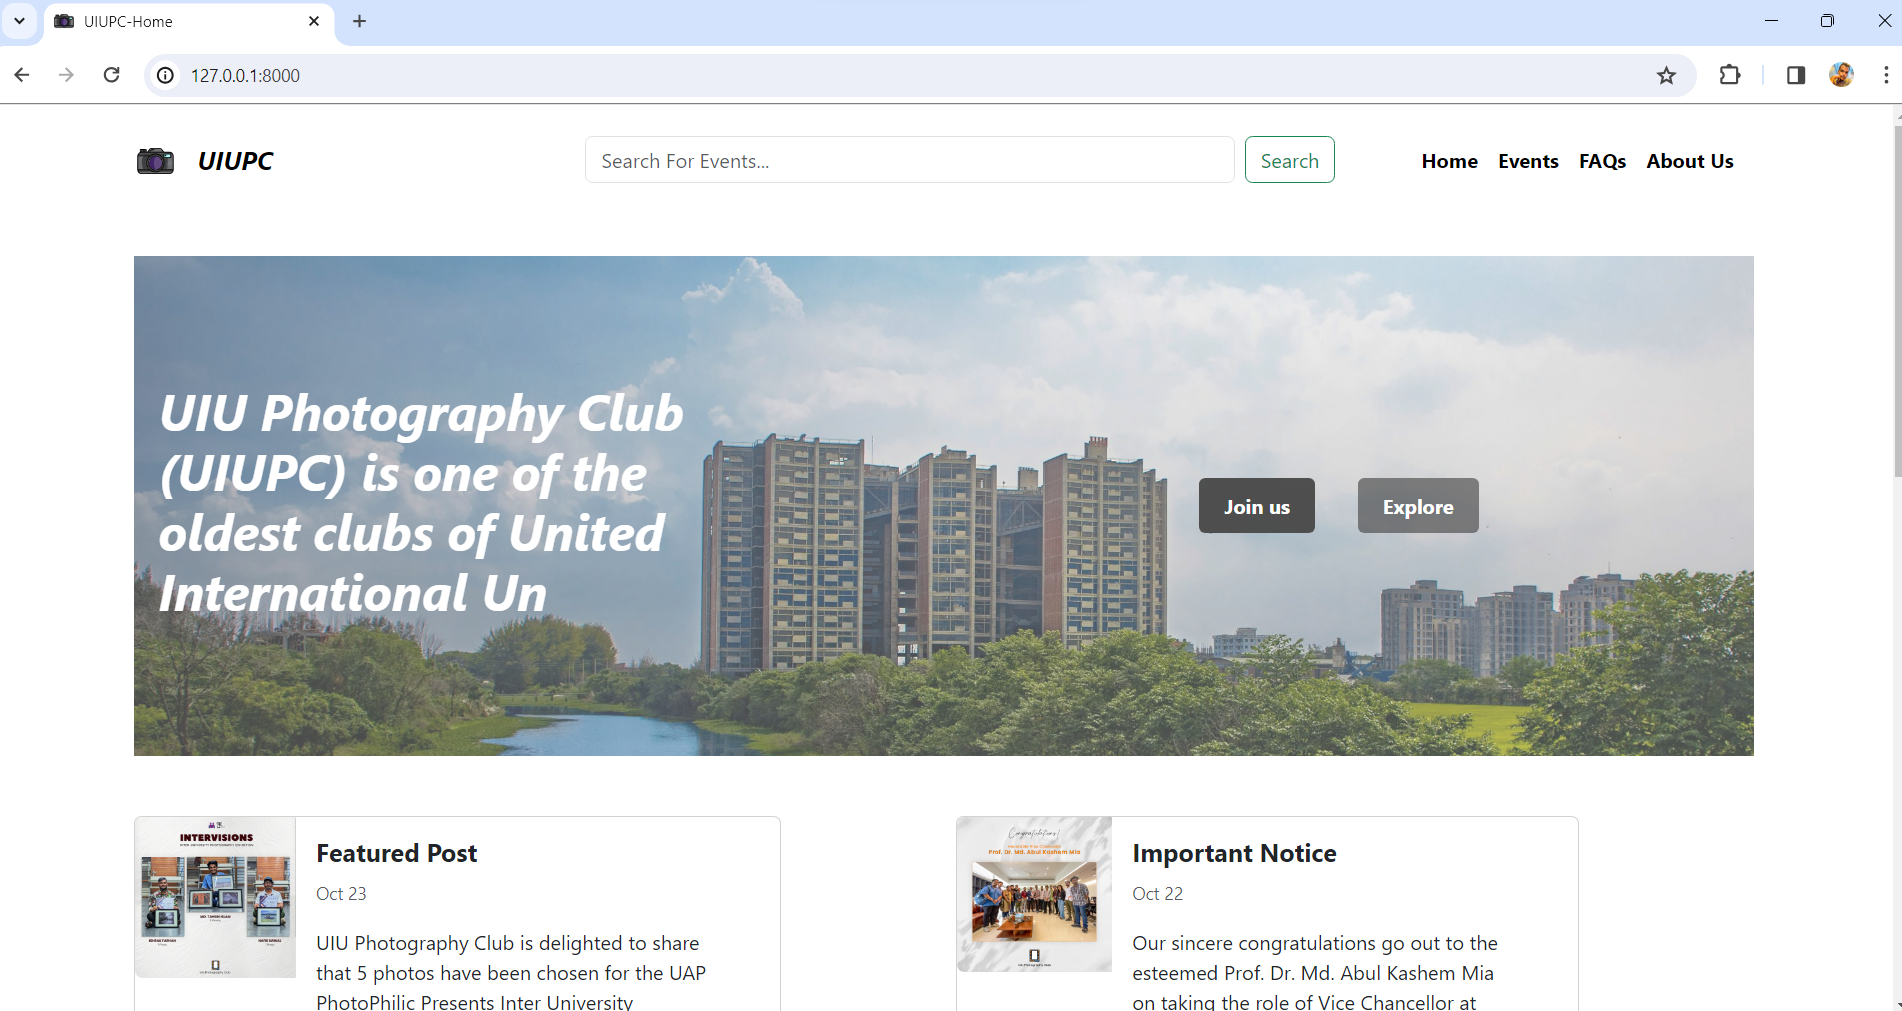 UIUPC-Home
127.0.0.1:8000
UIUPC
Search For Events...
Search
Home Events FAQs About Us
UIU Photography Club
(UIUPC) is one of the
oldest clubs of United
International Un
Join us
Explore
INTERVISIONS
INTER UNIVERSITY PHOTOGRAPHY EXHIBITION
Featured Post
Oct 23
UIU Photography Club is delighted to share
that 5 photos have been chosen for the UAP
PhotoPhilic Presents Inter University
Congratulations!
Prof. Dr. Md. Abul Kashem Mia
Important Notice
Oct 22
Our sincere congratulations go out to the
esteemed Prof. Dr. Md. Abul Kashem Mia
on taking the role of Vice Chancellor at